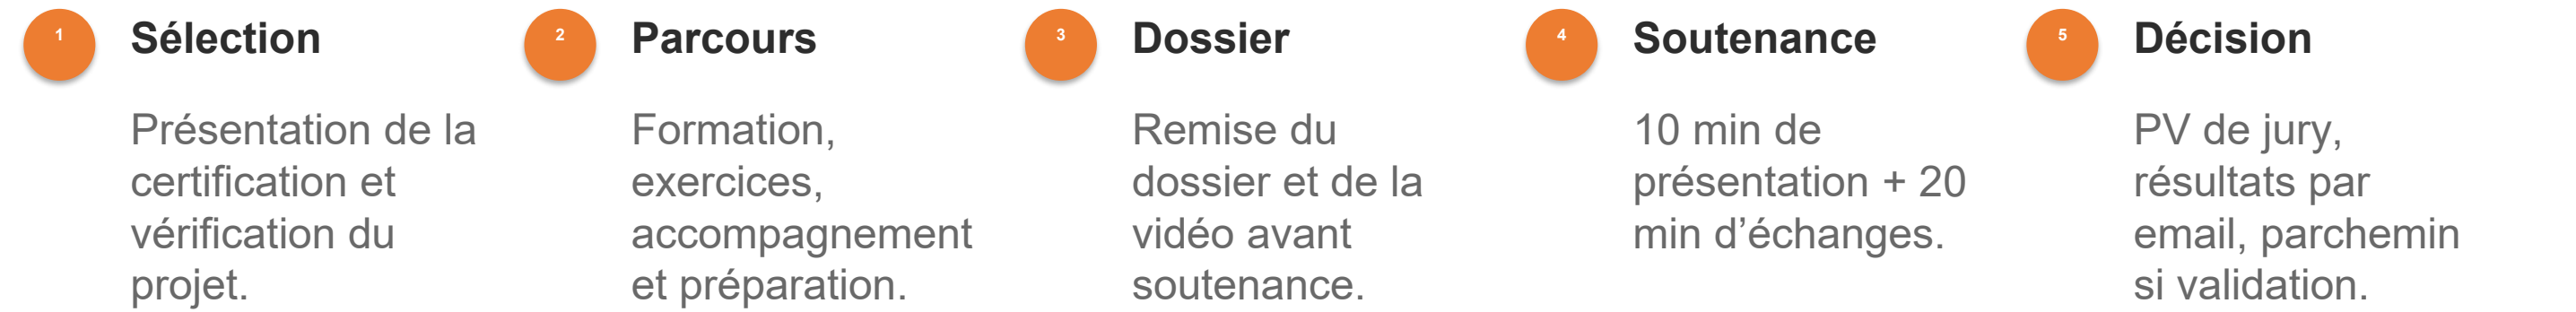 1
Sélection
Présentation de la
certification et
vérification du
projet.
2
Parcours
Formation,
exercices,
accompagnement
et préparation.
3
Dossier
Remise du
dossier et de la
vidéo avant
soutenance.
4
Soutenance
10 min de
présentation + 20
min d’échanges.
5
Décision
PV de jury,
résultats par
email, parchemin
si validation.